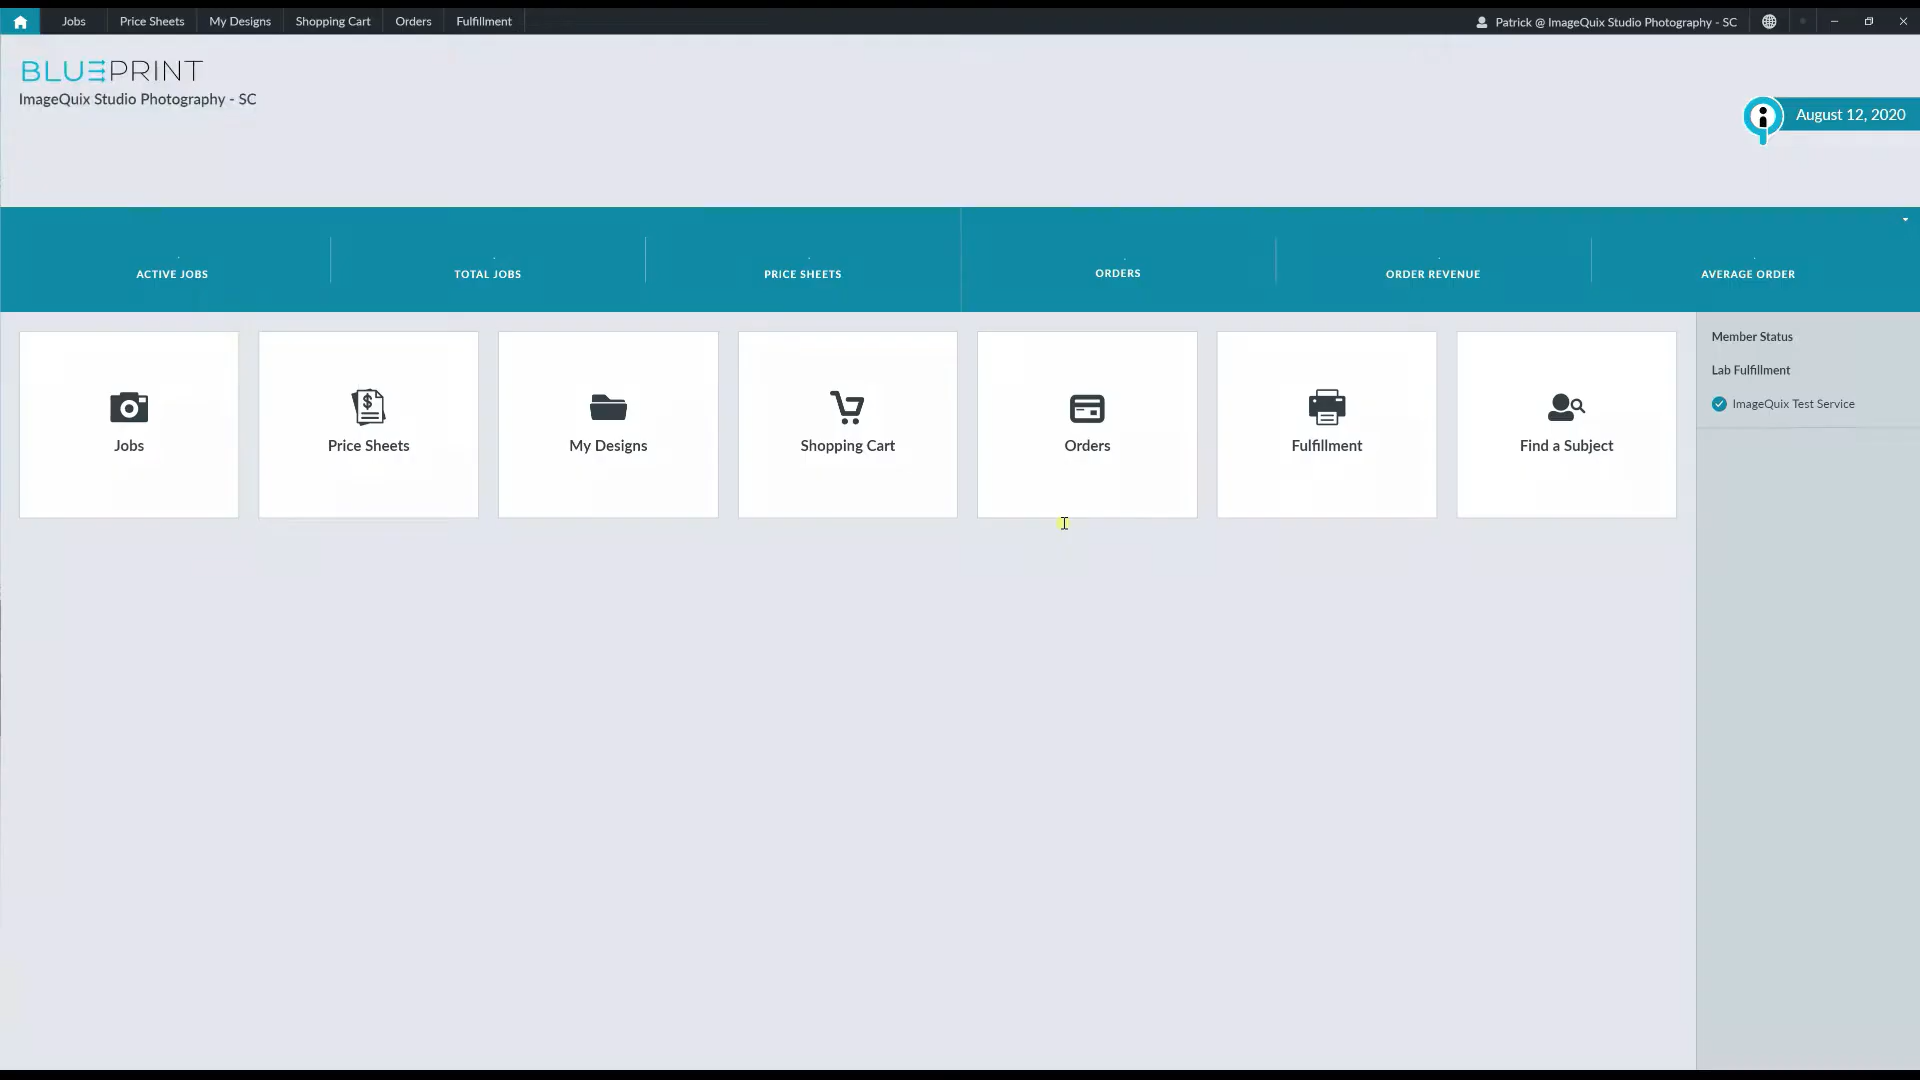 Jobs
Price Sheets
My Designs
Shopping Cart
Orders
Fulfillment
Patrick @ ImageQuix Studio Photography - SC
BLUEPRINT
ImageQuix Studio Photography - SC
August 12, 2020
ACTIVE JOBS
TOTAL JOBS
PRICE SHEETS
ORDERS
ORDER REVENUE
AVERAGE ORDER
Jobs
Price Sheets
My Designs
Shopping Cart
Orders
Fulfillment
Find a Subject
Member Status
Lab Fulfillment
ImageQuix Test Service